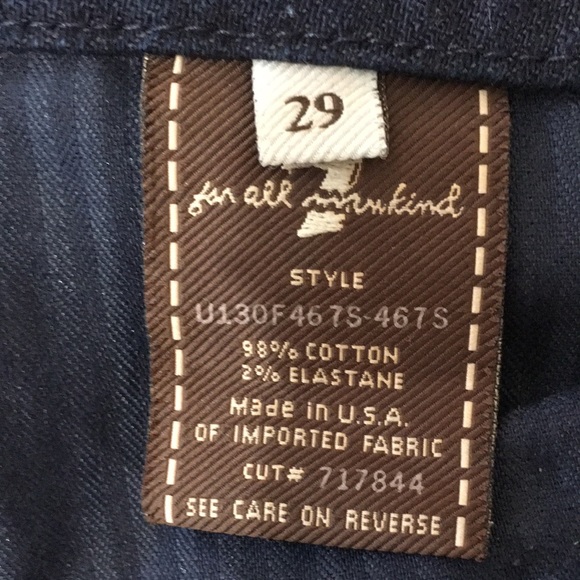 29
7
for all mankind
STYLE
U130F467S-467S
98% COTTON
2% ELASTANE
Made in U.S.A.
OF IMPORTED FABRIC
CUT# 717844
SEE CARE ON REVERSE